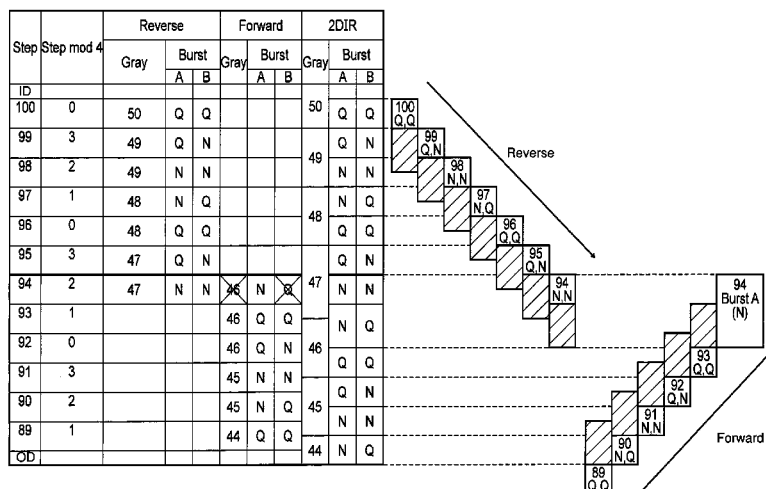 Reverse Forward 2DIR
Step Step mod 4 Gray Burst Gray Burst Gray Burst
A B A B A B
ID
100 0 50 Q Q 50 Q Q
99 3 49 Q N 49 Q N
98 2 49 N N N N
97 1 48 N Q 48 N Q
96 0 48 Q Q Q Q
95 3 47 Q N 47 Q N
94 2 47 N N N N N
93 1 46 Q Q 46 N Q
92 0 46 Q N Q Q
91 3 45 N N 45 Q N
90 2 45 N Q N N
89 1 44 Q Q 44 N Q
OD
100
Q,Q
99
Q,N
98
N,N
97
N,Q
96
Q,Q
95
Q,N
94
N,N
Reverse
94
Burst A
(N)
93
Q,Q
92
Q,N
91
N,N
90
N,Q
89
Q,Q
Forward